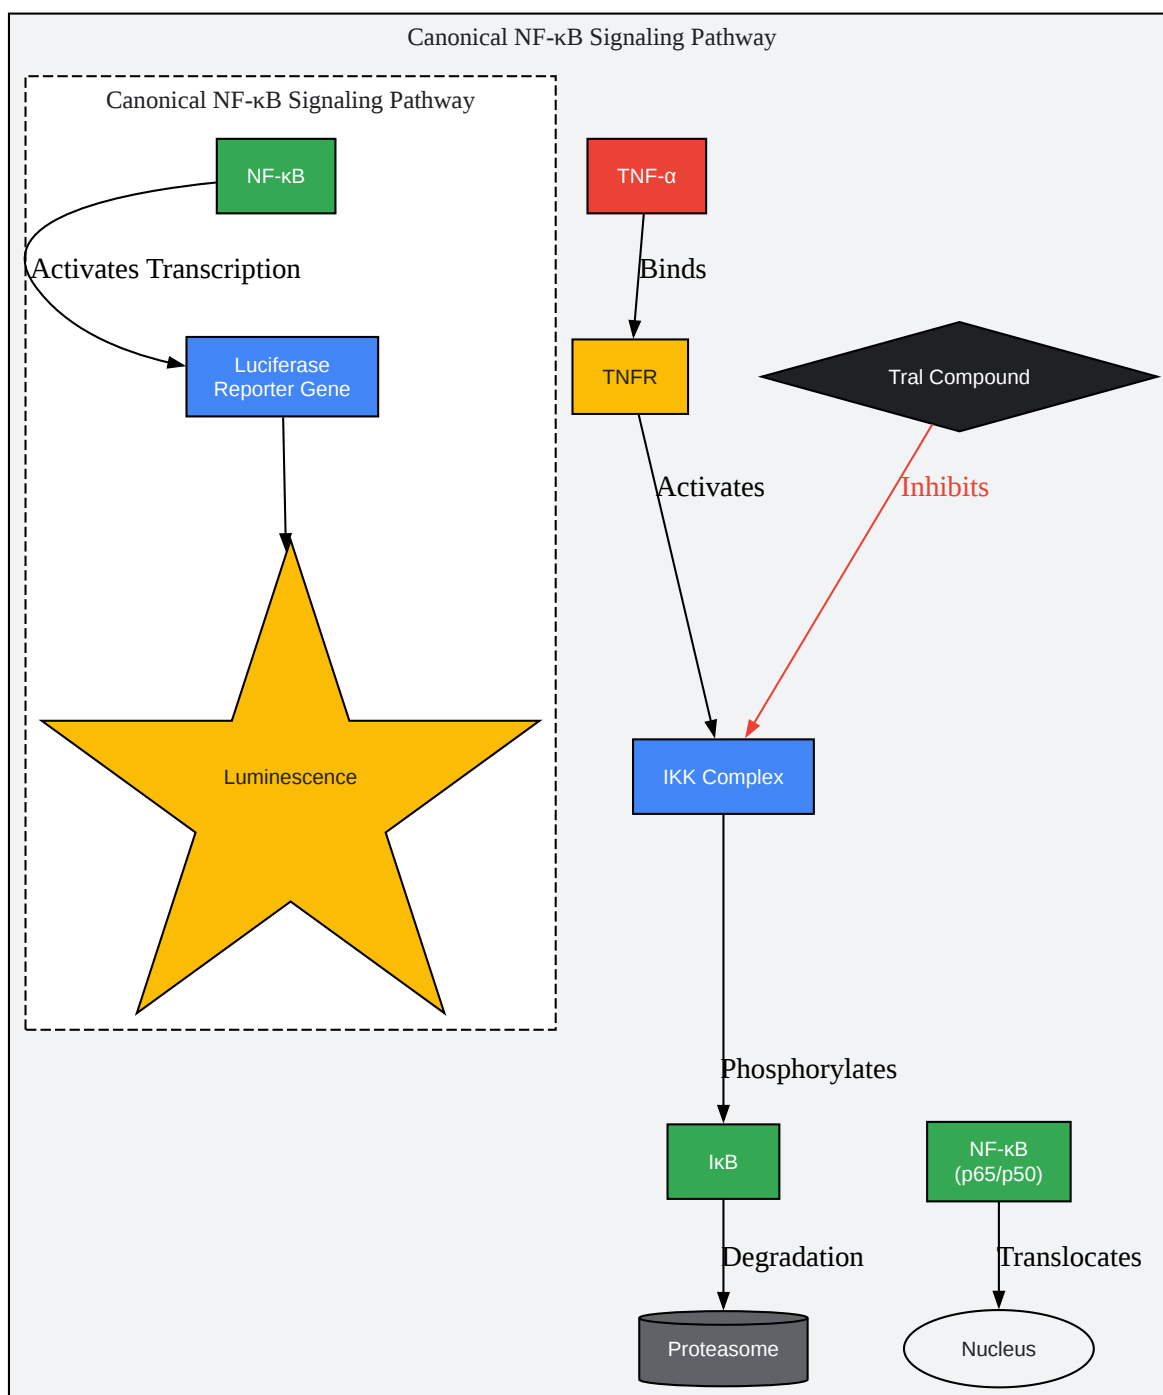 Canonical NF-κB Signaling Pathway
Canonical NF-κB Signaling Pathway
NF-κB
Activates Transcription
Luciferase
Reporter Gene
Luminescence
TNF-α
Binds
TNFR
Activates
Tral Compound
Inhibits
IKK Complex
Phosphorylates
IκB
Degradation
Proteasome
NF-κB
(p65/p50)
Translocates
Nucleus